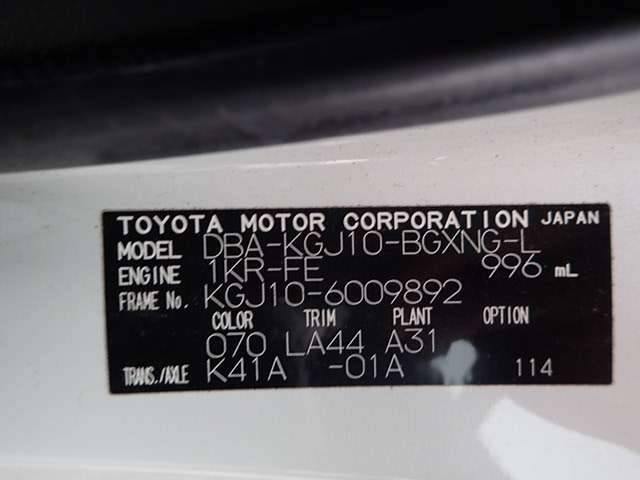 TOYOTA MOTOR CORPORATION JAPAN
MODEL DBA-KGJ10-BGXNG-L
ENGINE 1KR-FE 996 mL
FRAME No. KGJ10-6009892
COLOR TRIM PLANT OPTION
070 LA44 A31
TRANS./AXLE K41A -01A 114